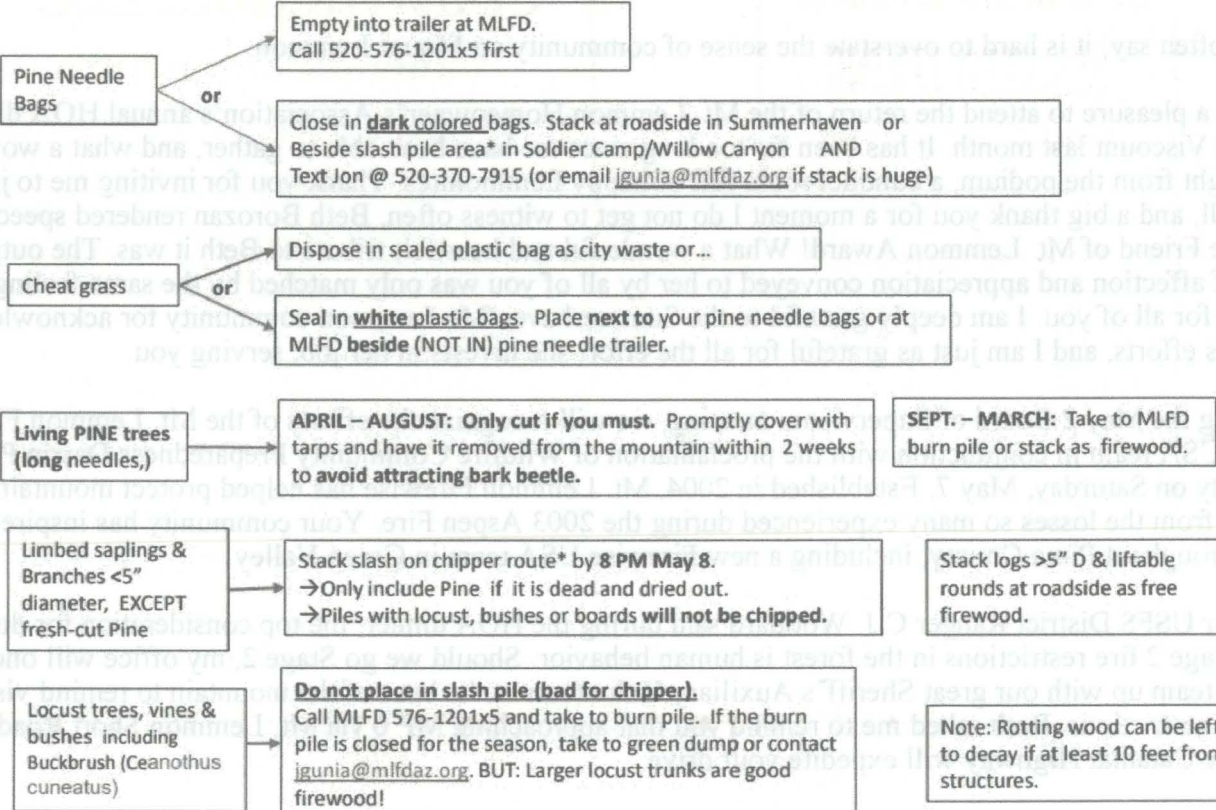 Empty into trailer at MLFD.
Call 520-576-1201x5 first
Pine Needle
Bags
or
Close in dark colored bags. Stack at roadside in Summerhaven or
Beside slash pile area* in Soldier Camp/Willow Canyon AND
Text Jon @ 520-370-7915 (or email jgunia@mlfdaz.org if stack is huge)
Cheat grass
or
Dispose in sealed plastic bag as city waste or...
Seal in white plastic bags. Place next to your pine needle bags or at
MLFD beside (NOT IN) pine needle trailer.
Living PINE trees
(long needles,)
APRIL – AUGUST: Only cut if you must. Promptly cover with
tarps and have it removed from the mountain within 2 weeks
to avoid attracting bark beetle.
SEPT – MARCH: Take to MLFD
burn pile or stack as firewood.
Limbed saplings &
Branches <5"
diameter, EXCEPT
fresh-cut Pine
Stack slash on chipper route* by 8 PM May 8.
→Only include Pine if it is dead and dried out.
→Piles with locust, bushes or boards will not be chipped.
Stack logs >5" d & liftable
rounds at roadside as free
firewood.
Locust trees, vines &
bushes including
Buckbrush (Ceanothus
cuneatus)
Do not place in slash pile (bad for chipper).
Call MLFD 576-1201x5 and take to burn pile. If the burn
pile is closed for the season, take to green dump or contact
jgunia@mlfdaz.org. BUT: Larger locust trunks are good
firewood!
Note: Rotting wood can be left
to decay if at least 10 feet from
structures.